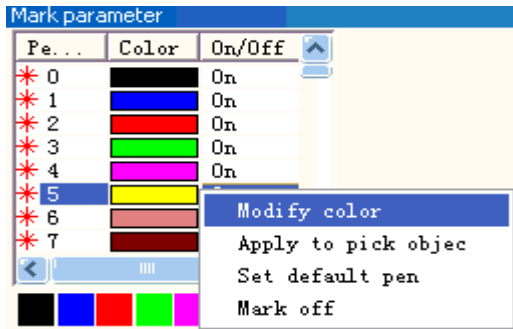 Mark parameter
Pe... Color On/Off
0 On
1 On
2 On
3 On
4 On
5
6
7
Modify color
Apply to pick objec
Set default pen
Mark off